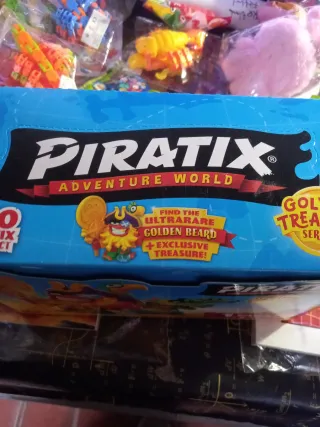 PIRATIX®
ADVENTURE WORLD
FIND THE
ULTRARARE
GOLDEN BEARD
+ EXCLUSIVE
TREASURE!